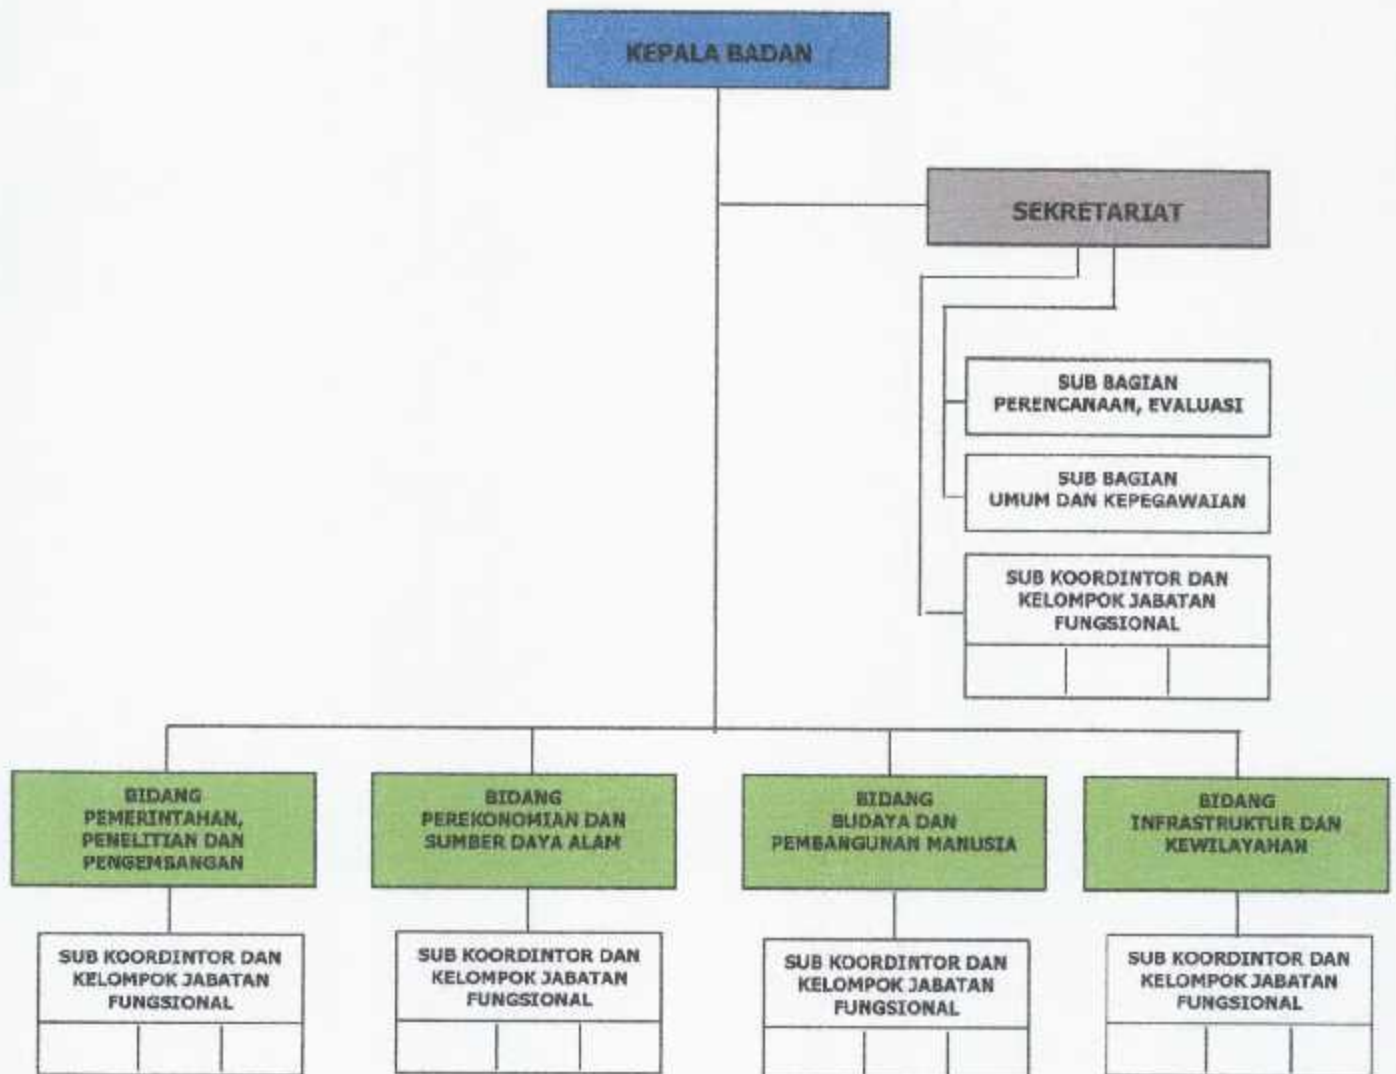 KEPALA BADAN
SEKRETARIAT
SUB BAGIAN
PERENCANAAN, EVALUASI
SUB BAGIAN
UMUM DAN KEPEGAWAIAN
SUB KOORDINTOR DAN
KELOMPOK JABATAN
FUNGSIONAL
BIDANG
PEMERINTAHAN,
PENELITIAN DAN
PENGEMBANGAN
BIDANG
PEREKONOMIAN DAN
SUMBER DAYA ALAM
BIDANG
BUDAYA DAN
PEMBANGUNAN MANUSIA
BIDANG
INFRASTRUKTUR DAN
KEWILAYAHAN
SUB KOORDINTOR DAN
KELOMPOK JABATAN
FUNGSIONAL
SUB KOORDINTOR DAN
KELOMPOK JABATAN
FUNGSIONAL
SUB KOORDINTOR DAN
KELOMPOK JABATAN
FUNGSIONAL
SUB KOORDINTOR DAN
KELOMPOK JABATAN
FUNGSIONAL